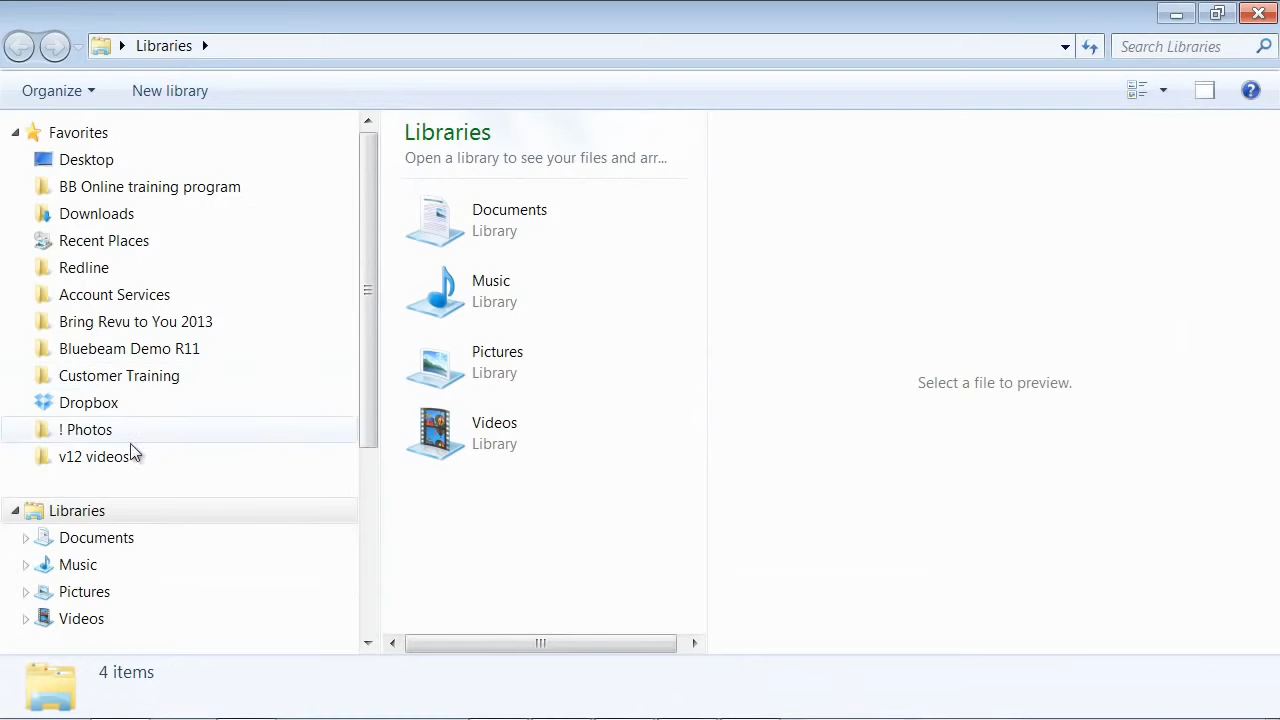 Libraries
Search Libraries
Organize
New library
Favorites
Desktop
BB Online training program
Downloads
Recent Places
Redline
Account Services
Bring Revu to You 2013
Bluebeam Demo R11
Customer Training
Dropbox
! Photos
v12 videos
Libraries
Documents
Music
Pictures
Videos
Libraries
Open a library to see your files and arr...
Documents
Library
Music
Library
Pictures
Library
Videos
Library
Select a file to preview.
4 items